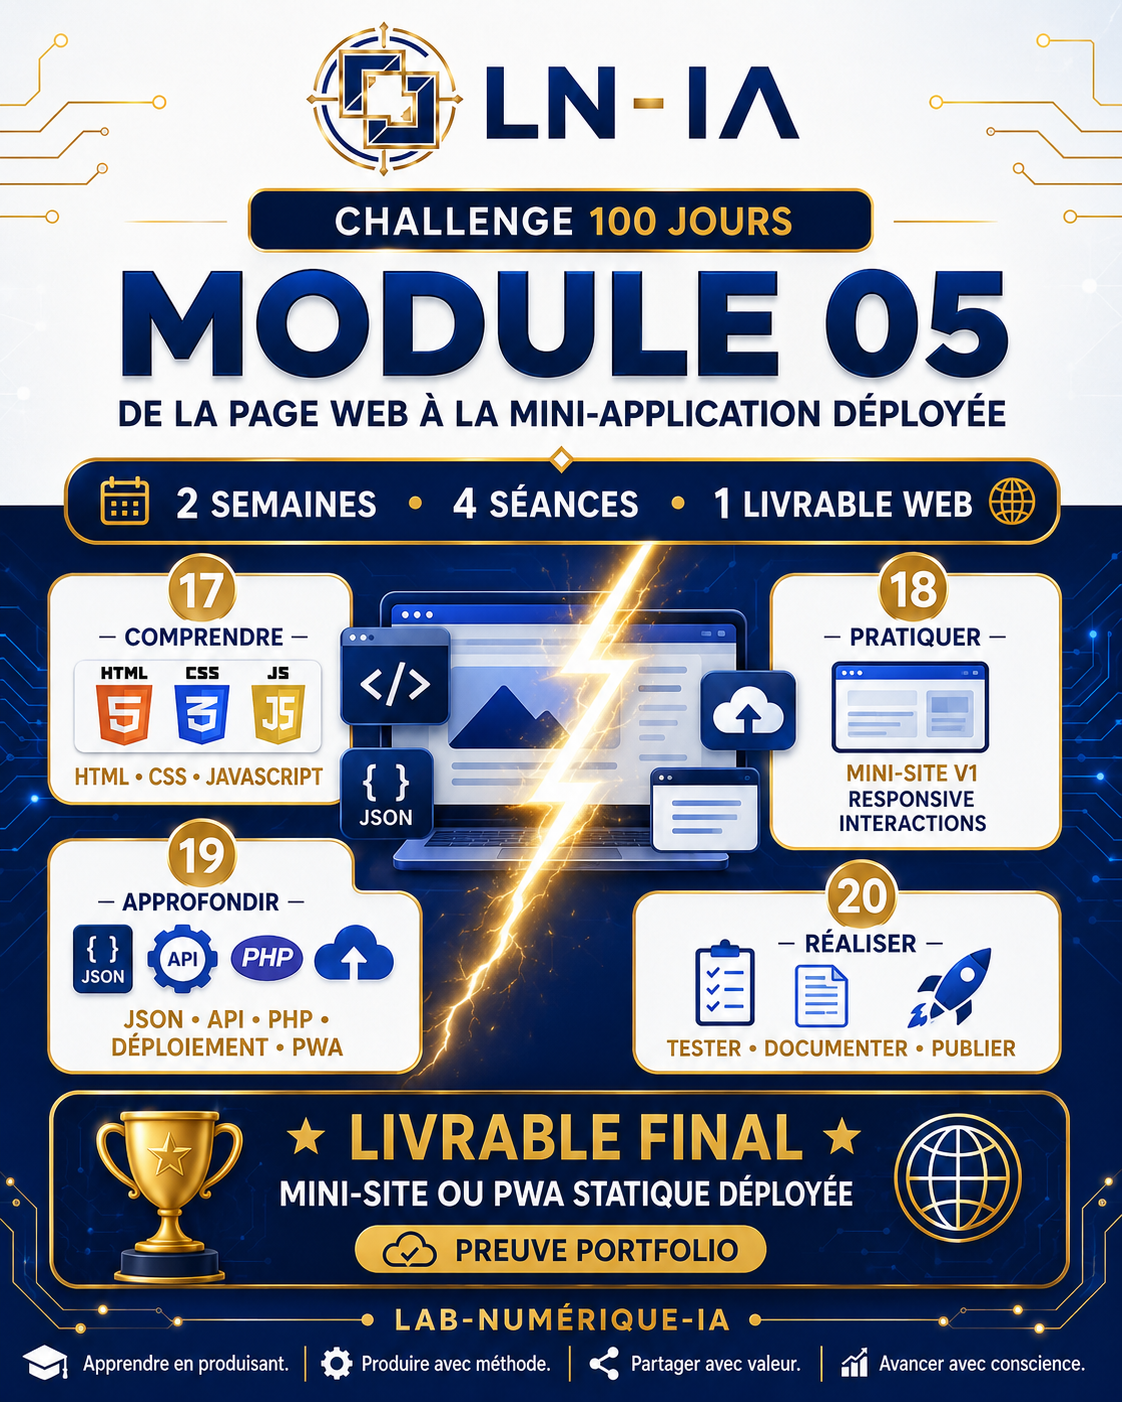 LN-IA
CHALLENGE 100 JOURS
MODULE 05
DE LA PAGE WEB À LA MINI-APPLICATION DÉPLOYÉE
2 SEMAINES • 4 SÉANCES • 1 LIVRABLE WEB
17
— COMPRENDRE —
HTML CSS JS
5 3 JS
HTML • CSS • JAVASCRIPT
</>
{ }
JSON
18
— PRATIQUER —
MINI-SITE V1
RESPONSIVE
INTERACTIONS
19
— APPROFONDIR —
{ }
JSON
API
PHP
JSON • API • PHP •
DÉPLOIEMENT • PWA
20
— RÉALISER —
TESTER • DOCUMENTER • PUBLIER
LIVRABLE FINAL
MINI-SITE OU PWA STATIQUE DÉPLOYÉE
PREUVE PORTFOLIO
LAB-NUMÉRIQUE-IA
Apprendre en produisant. | Produire avec méthode. | Partager avec valeur. | Avancer avec conscience.